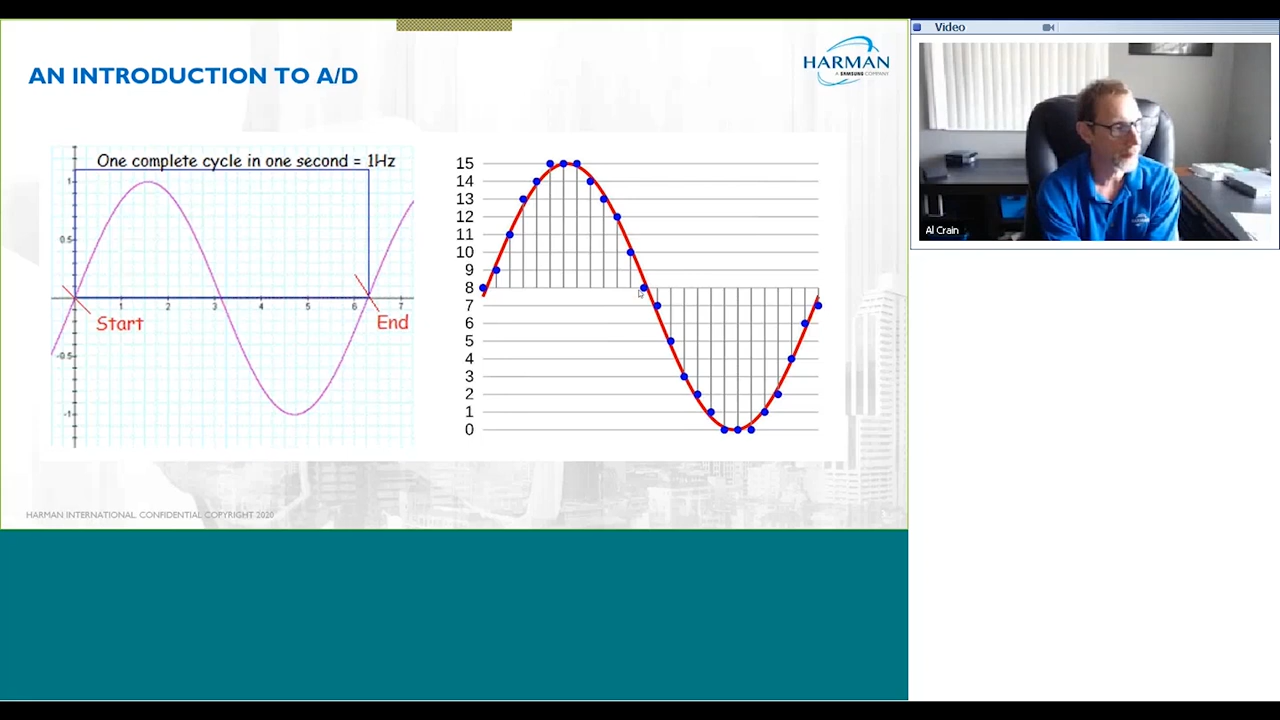 AN INTRODUCTION TO A/D
HARMAN
A SAMSUNG COMPANY
One complete cycle in one second = 1Hz
1
0.5
-0.5
-1
1 2 3 4 5 6 7
Start
End
15
14
13
12
11
10
9
8
7
6
5
4
3
2
1
0
HARMAN INTERNATIONAL. CONFIDENTIAL. COPYRIGHT 2020
Video
HARMAN
Al Crain